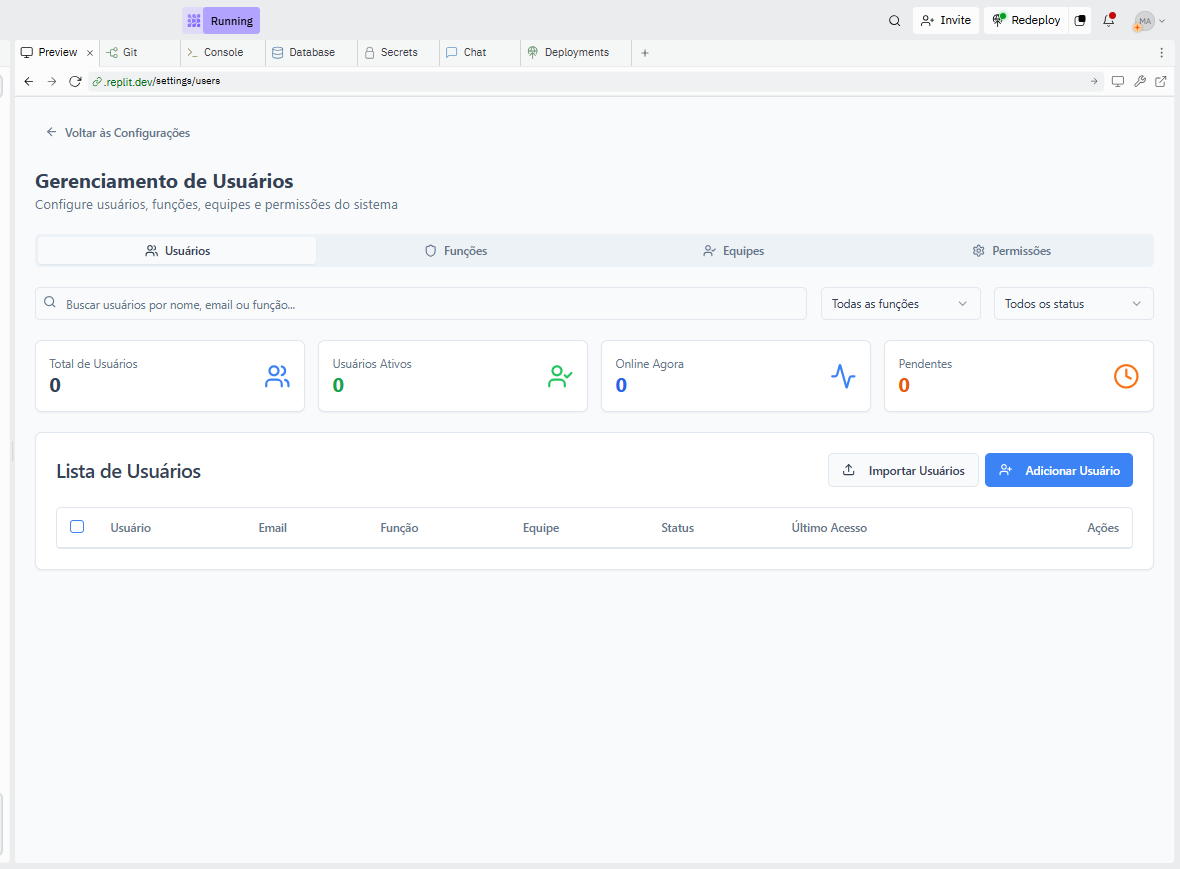 Running
Invite
Redeploy
MA
Preview
Git
Console
Database
Secrets
Chat
Deployments
.replit.dev/settings/users
Voltar às Configurações
Gerenciamento de Usuários
Configure usuários, funções, equipes e permissões do sistema
Usuários
Funções
Equipes
Permissões
Buscar usuários por nome, email ou função...
Todas as funções
Todos os status
Total de Usuários
0
Usuários Ativos
0
Online Agora
0
Pendentes
0
Lista de Usuários
Importar Usuários
Adicionar Usuário
Usuário Email Função Equipe Status Último Acesso Ações